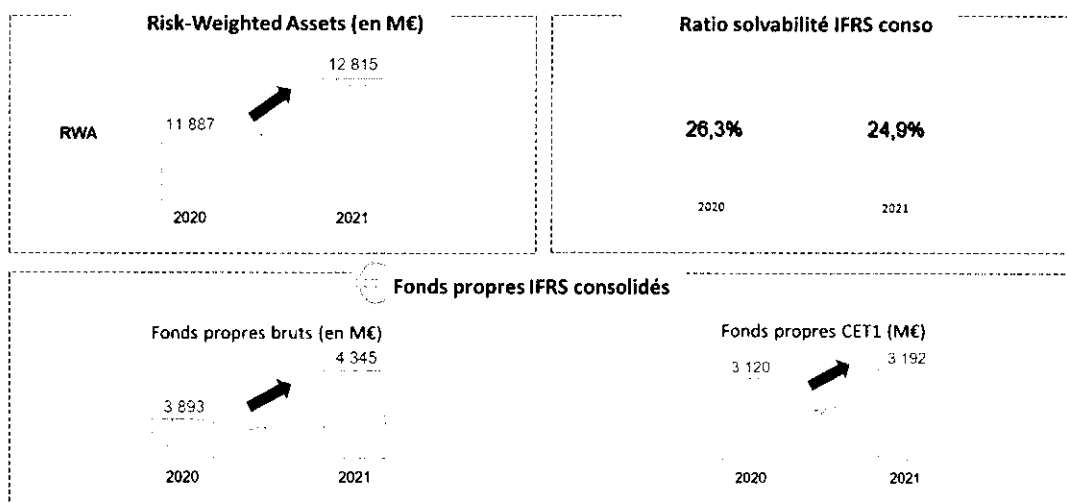 Risk-Weighted Assets (en M€)
12 815
11 887
RWA
2020
2021
Ratio solvabilité IFRS conso
26,3%
24,9%
2020
2021
Fonds propres IFRS consolidés
Fonds propres bruts (en M€)
4 345
3 893
2020
2021
Fonds propres CET1 (M€)
3 120
3 192
2020
2021